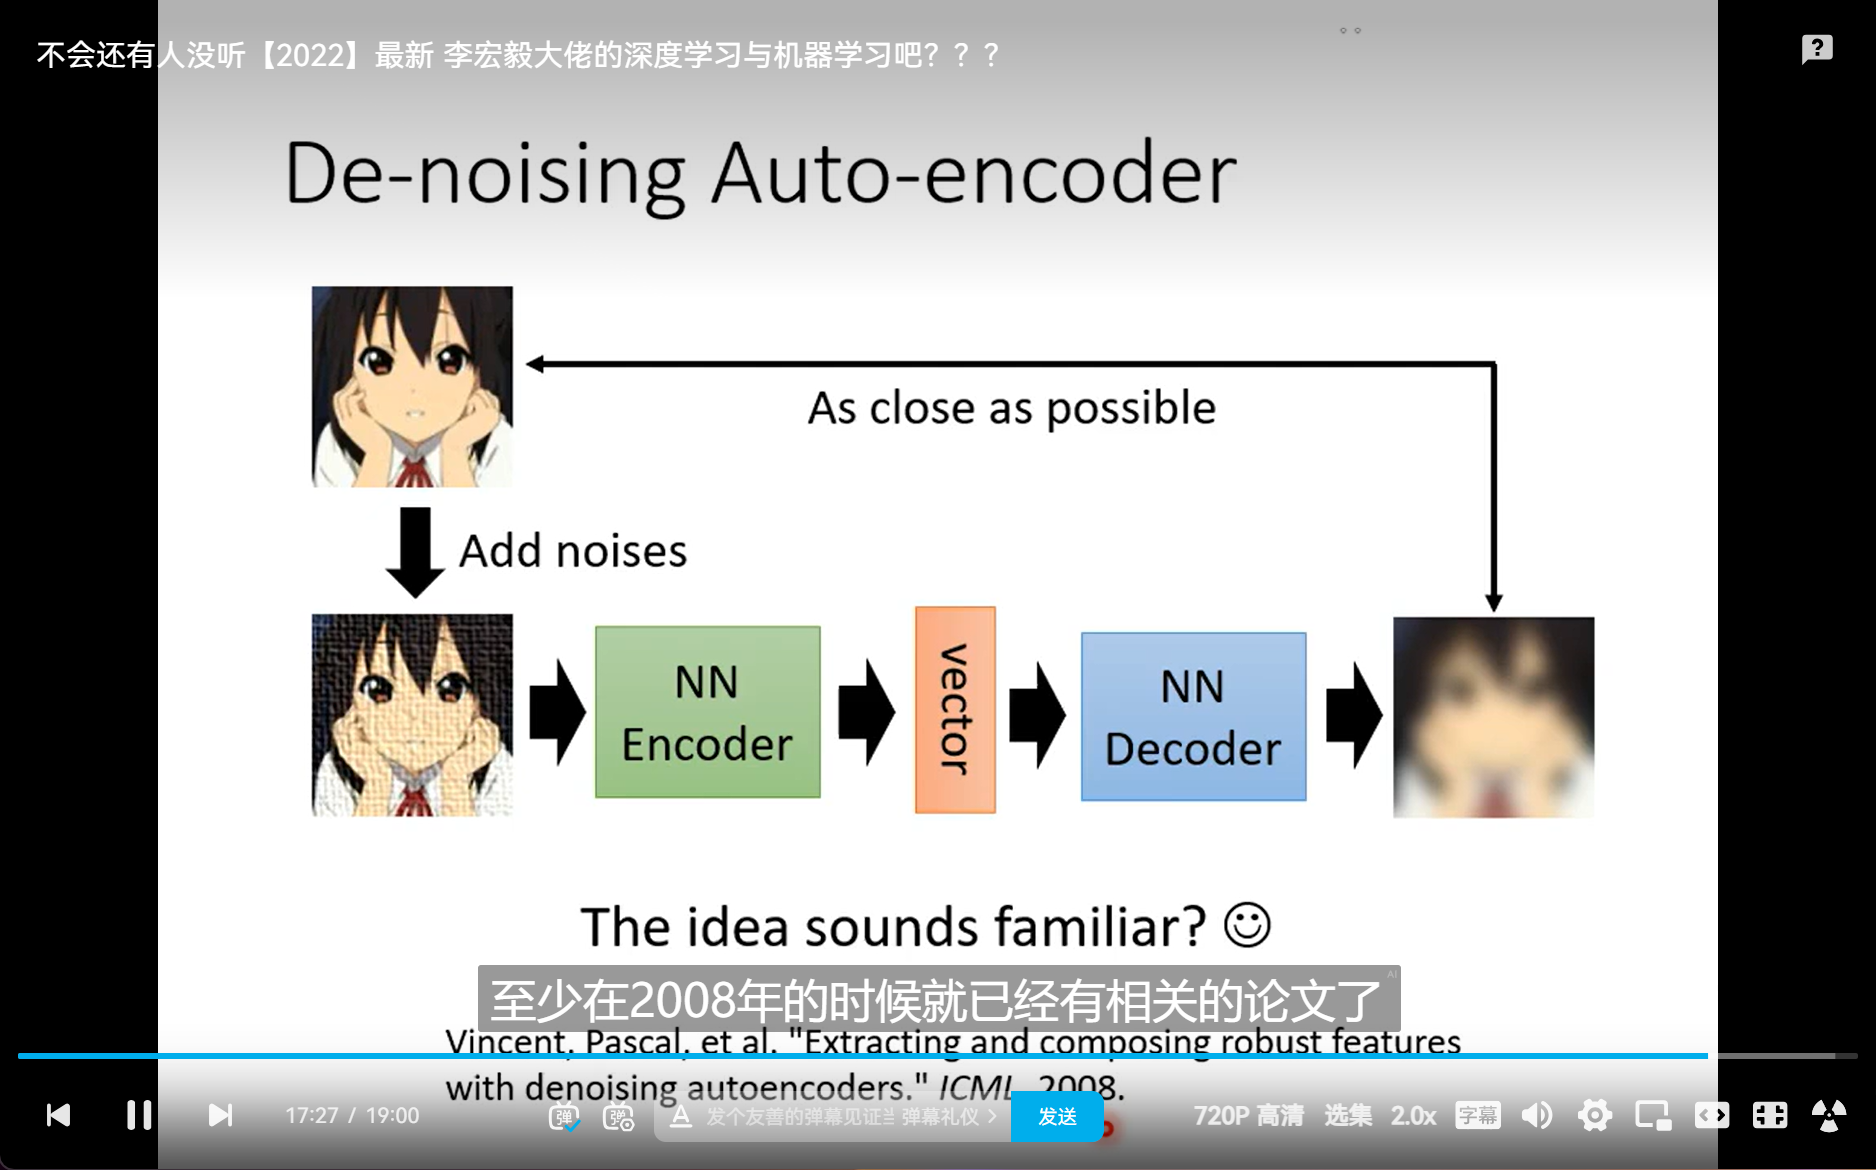 不会还有人没听【2022】最新 李宏毅大佬的深度学习与机器学习吧？？？
De-noising Auto-encoder
As close as possible
Add noises
NN
Encoder
vector
NN
Decoder
The idea sounds familiar? ☺
至少在2008年的时候就已经有相关的论文了
AI
Vincent, Pascal, et al. "Extracting and composing robust features
with denoising autoencoders." ICML, 2008.
17:27 / 19:00
弹
弹
A
发个友善的弹幕见证
弹幕礼仪 >
发送
720P 高清
选集
2.0x
字幕